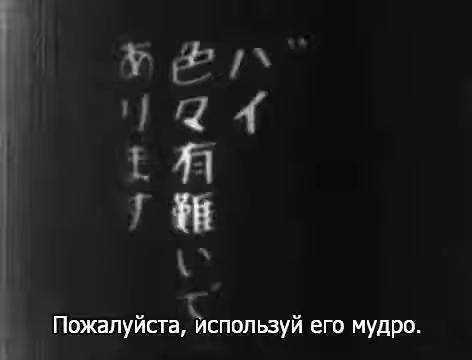 バイ
色々有難いで
あります
Пожалуйста, используй его мудро.